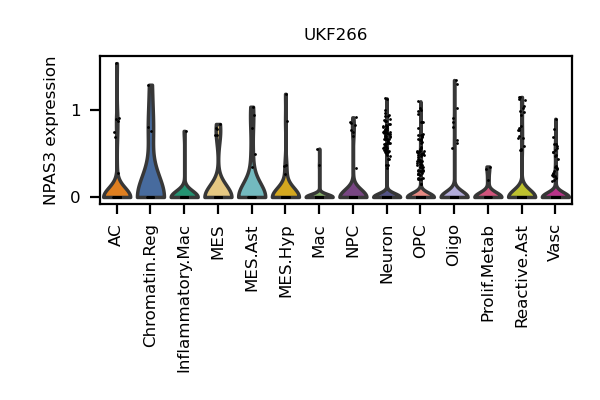 UKF266
NPAS3 expression
1
0
AC
Chromatin.Reg
Inflammatory.Mac
MES
MES.Ast
MES.Hyp
Mac
NPC
Neuron
OPC
Oligo
Prolif.Metab
Reactive.Ast
Vasc